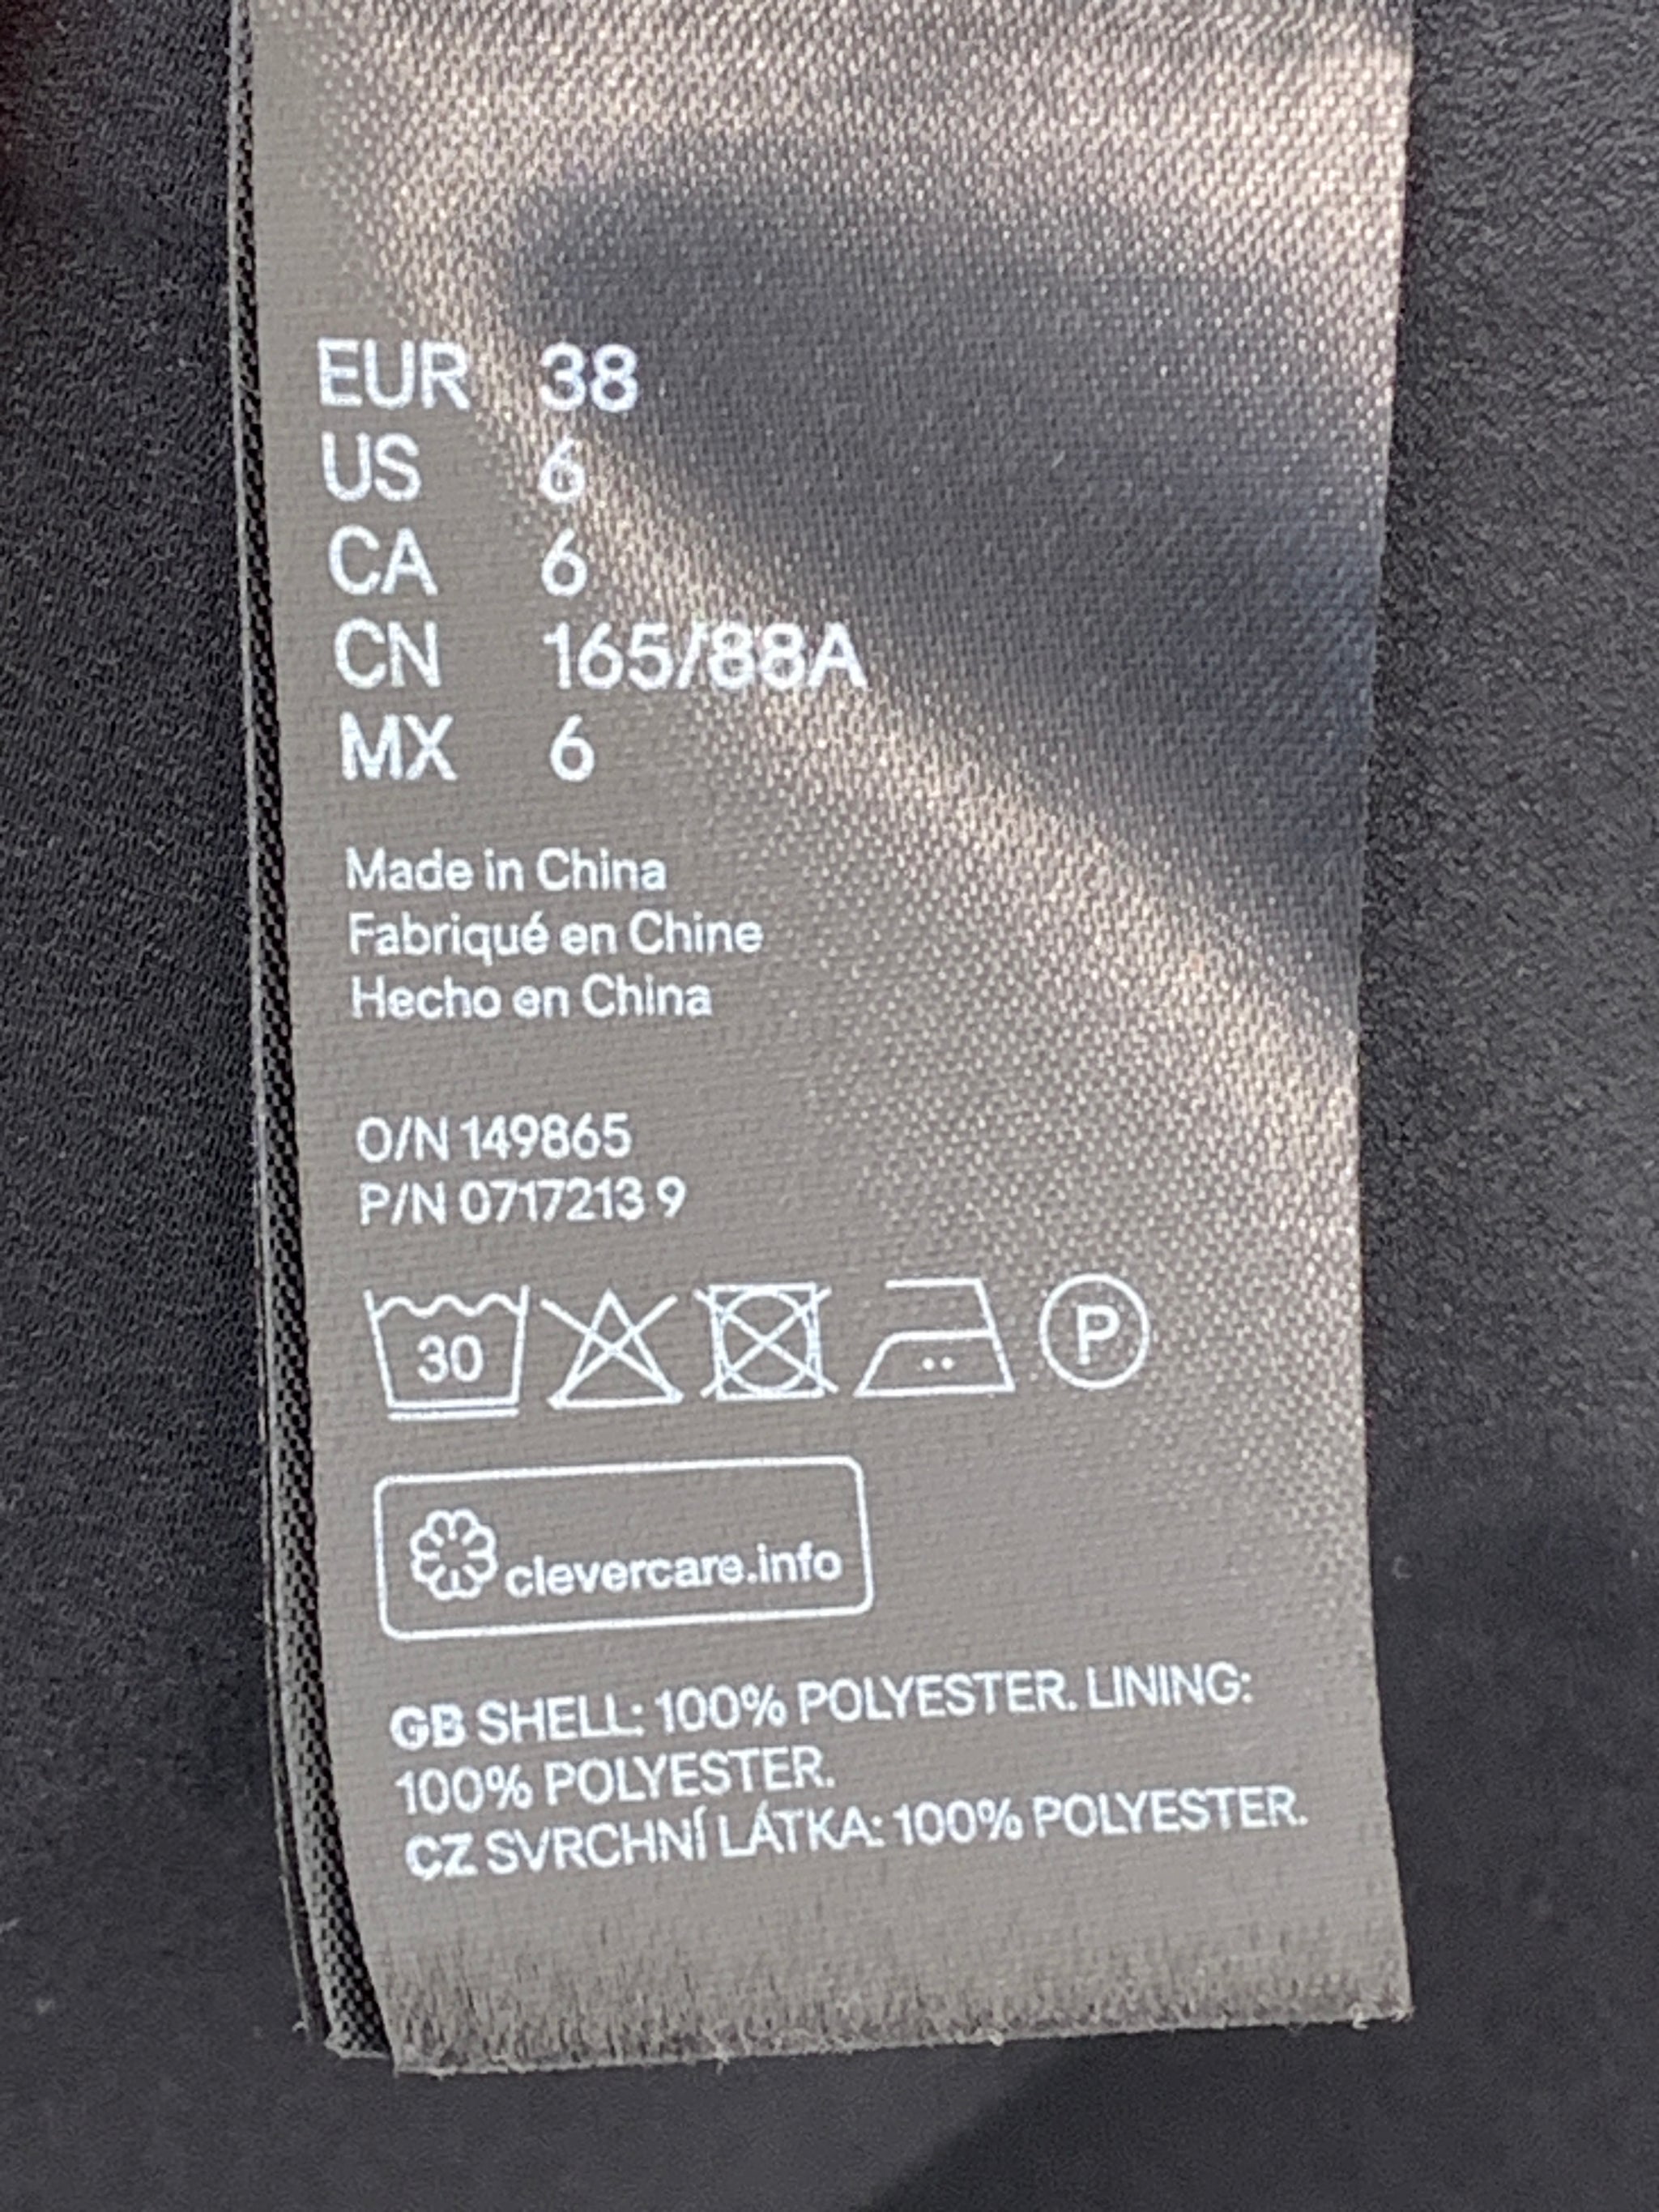 EUR 38
US 6
CA 6
CN 165/88A
MX 6
Made in China
Fabriqué en Chine
Hecho en China
O/N 149865
P/N 0717213 9
30 P
clevercare.info
GB SHELL: 100% POLYESTER. LINING:
100% POLYESTER.
CZ SVRCHNÍ LÁTKA: 100% POLYESTER.